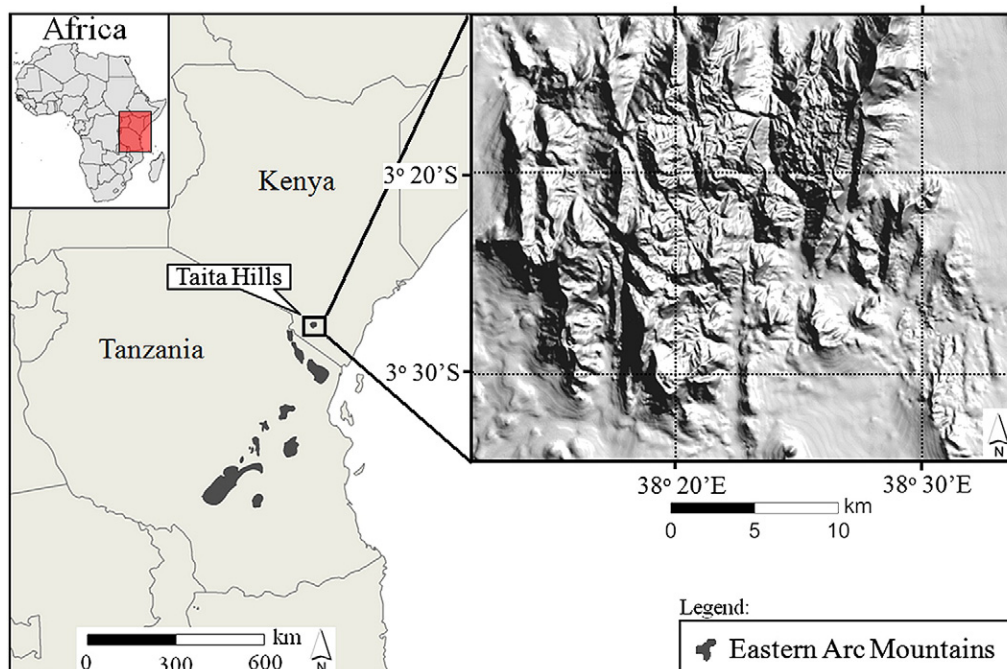 Africa
Kenya
3° 20'S
Taita Hills
Tanzania
3° 30'S
N
38° 20'E
38° 30'E
km
0
5
10
Legend:
Eastern Arc Mountains
km
0
300
600
N